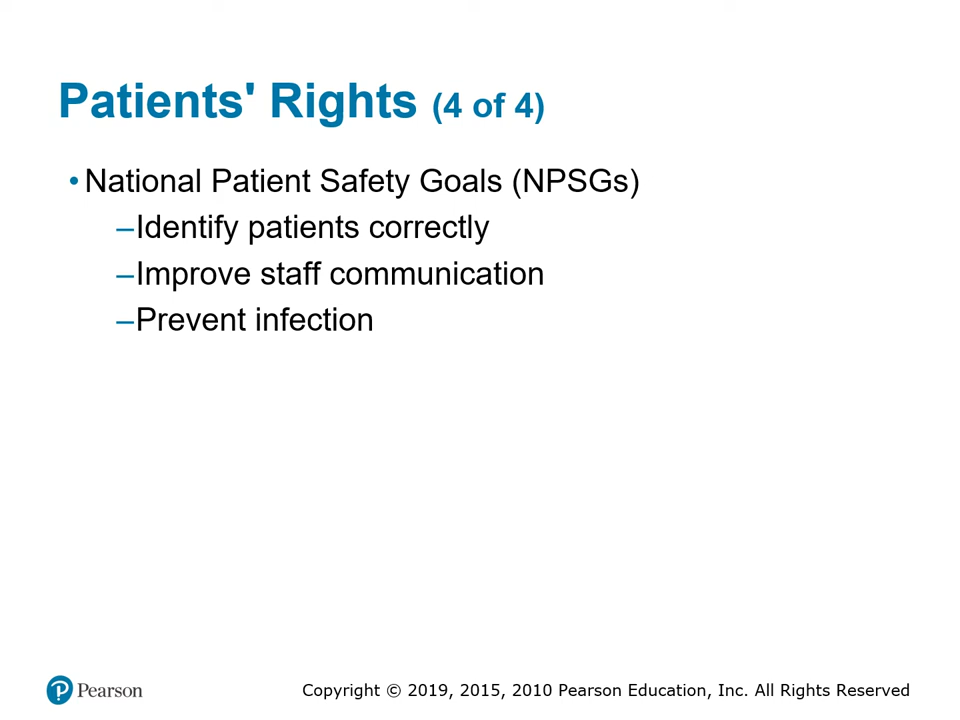 Patients' Rights (4 of 4)
• National Patient Safety Goals (NPSGs)
–Identify patients correctly
–Improve staff communication
–Prevent infection
Pearson
Copyright © 2019, 2015, 2010 Pearson Education, Inc. All Rights Reserved